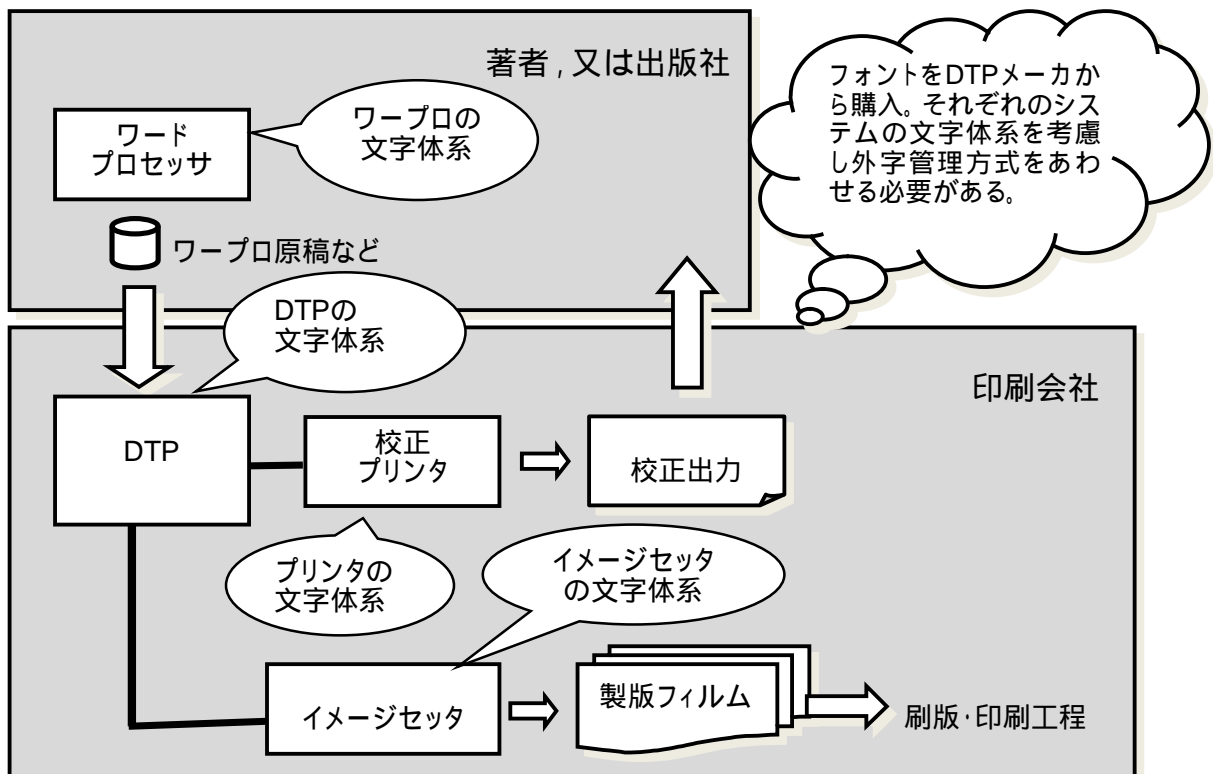 著者，又は出版社
ワード
プロセッサ
ワープロの
文字体系
フォントをDTPメーカか
ら購入。それぞれのシス
テムの文字体系を考慮
し外字管理方式をあわ
せる必要がある。
ワープロ原稿など
DTPの
文字体系
印刷会社
DTP
校正
プリンタ
校正出力
プリンタの
文字体系
イメージセッタ
の文字体系
イメージセッタ
製版フィルム
刷版・印刷工程